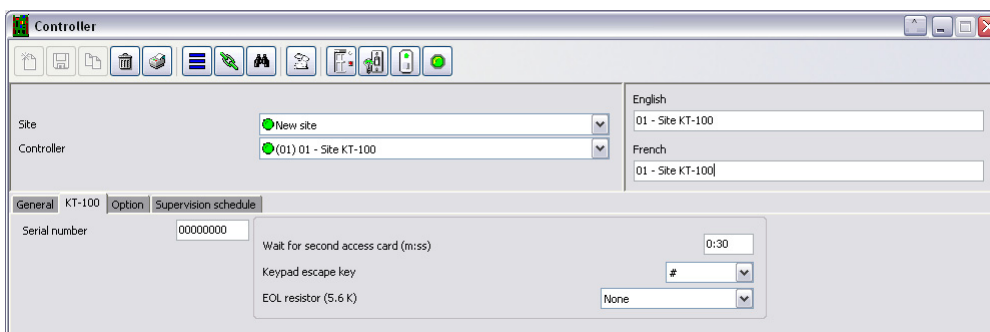 Controller
English
Site New site 01 - Site KT-100
Controller (01) 01 - Site KT-100 French
01 - Site KT-100
General KT-100 Option Supervision schedule
Serial number 00000000
Wait for second access card (m:ss) 0:30
Keypad escape key #
EOL resistor (5.6 K) None